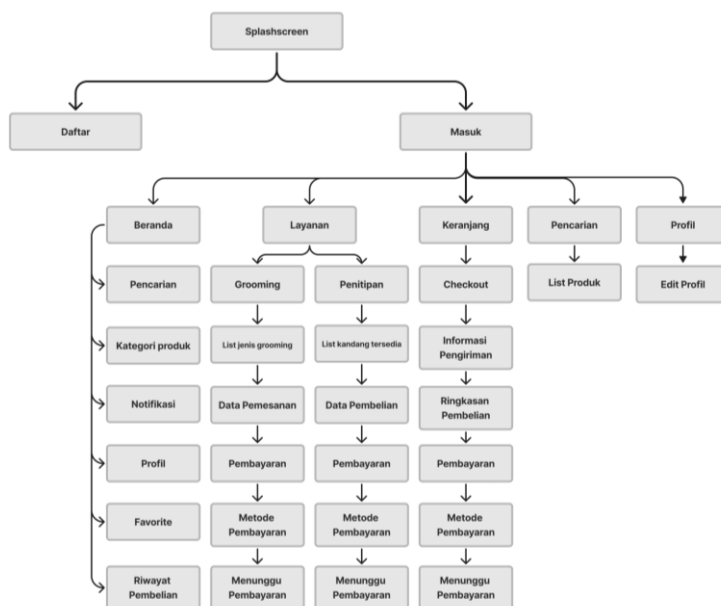 Splashscreen
Daftar
Masuk
Beranda
Layanan
Keranjang
Pencarian
Profil
Pencarian
Grooming
Penitipan
Checkout
List Produk
Edit Profil
Kategori produk
List jenis grooming
List kandang tersedia
Informasi
Pengiriman
Notifikasi
Data Pemesanan
Data Pembelian
Ringkasan
Pembelian
Profil
Pembayaran
Pembayaran
Pembayaran
Favorite
Metode
Pembayaran
Metode
Pembayaran
Metode
Pembayaran
Riwayat
Pembelian
Menunggu
Pembayaran
Menunggu
Pembayaran
Menunggu
Pembayaran